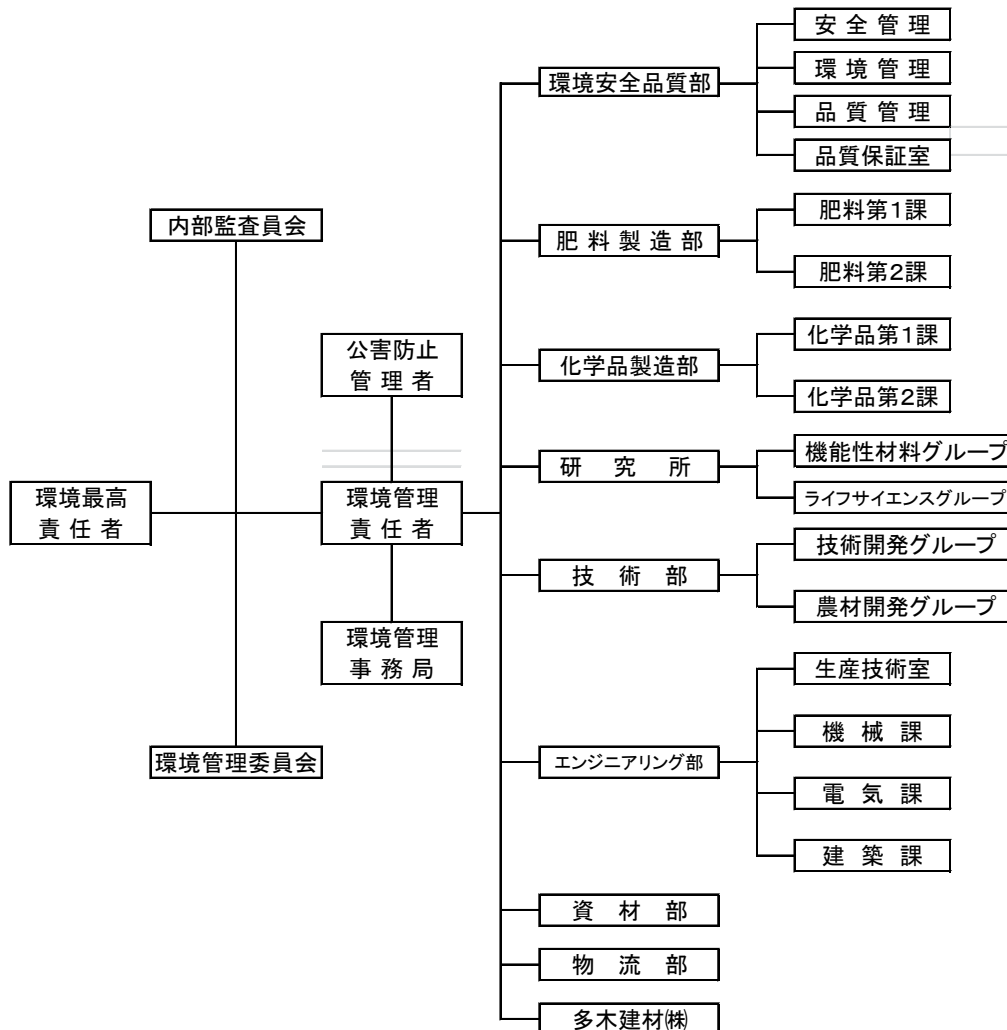 内部監査員会
環境最高
責任者
環境管理委員会
公害防止
管理者
環境管理
責任者
環境管理
事務局
環境安全品質部
安全管理
環境管理
品質管理
品質保証室
肥料製造部
肥料第1課
肥料第2課
化学品製造部
化学品第1課
化学品第2課
研究所
機能性材料グループ
ライフサイエンスグループ
技術部
技術開発グループ
農材開発グループ
エンジニアリング部
生産技術室
機械課
電気課
建築課
資材部
物流部
多木建材㈱